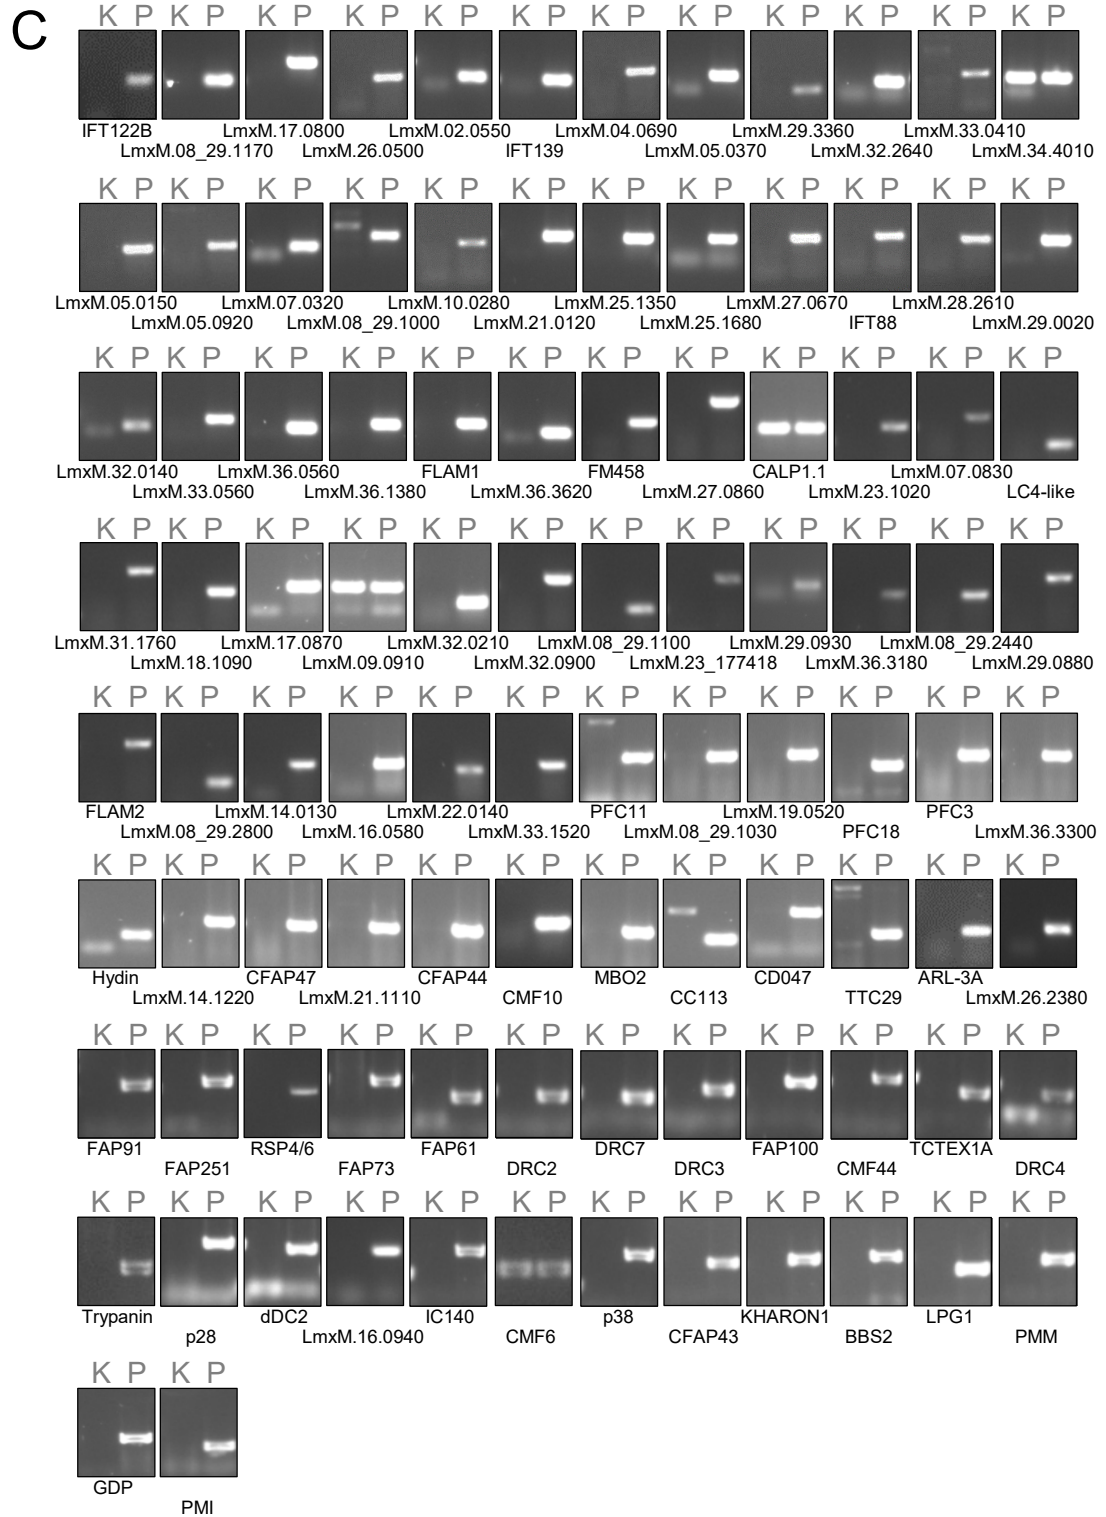 C
K P K P K P K P K P K P K P K P K P K P K P K P
IFT122B LmxM.17.0800 LmxM.02.0550 LmxM.04.0690 LmxM.29.3360 LmxM.33.0410
LmxM.08_29.1170 LmxM.26.0500 IFT139 LmxM.05.0370 LmxM.32.2640 LmxM.34.4010
K P K P K P K P K P K P K P K P K P K P K P K P
LmxM.05.0150 LmxM.07.0320 LmxM.10.0280 LmxM.25.1350 LmxM.27.0670 LmxM.28.2610
LmxM.05.0920 LmxM.08_29.1000 LmxM.21.0120 LmxM.25.1680 IFT88 LmxM.29.0020
K P K P K P K P K P K P K P K P K P K P K P K P
LmxM.32.0140 LmxM.36.0560 FLAM1 FM458 CALP1.1 LmxM.07.0830
LmxM.33.0560 LmxM.36.1380 LmxM.36.3620 LmxM.27.0860 LmxM.23.1020 LC4-like
K P K P K P K P K P K P K P K P K P K P K P K P
LmxM.31.1760 LmxM.17.0870 LmxM.32.0210 LmxM.08_29.1100 LmxM.29.0930 LmxM.08_29.2440
LmxM.18.1090 LmxM.09.0910 LmxM.32.0900 LmxM.23_177418 LmxM.36.3180 LmxM.29.0880
K P K P K P K P K P K P K P K P K P K P K P K P
FLAM2 LmxM.14.0130 LmxM.22.0140 PFC11 LmxM.19.0520 PFC3
LmxM.08_29.2800 LmxM.16.0580 LmxM.33.1520 LmxM.08_29.1030 PFC18 LmxM.36.3300
K P K P K P K P K P K P K P K P K P K P K P K P
Hydin CFAP47 CFAP44 MBO2 CD047 ARL-3A
LmxM.14.1220 LmxM.21.1110 CMF10 CC113 TTC29 LmxM.26.2380
K P K P K P K P K P K P K P K P K P K P K P K P
FAP91 RSP4/6 FAP61 DRC7 FAP100 TCTEX1A
FAP251 FAP73 DRC2 DRC3 CMF44 DRC4
K P K P K P K P K P K P K P K P K P K P K P K P
Trypanin dDC2 IC140 p38 KHARON1 LPG1
p28 LmxM.16.0940 CMF6 CFAP43 BBS2 PMM
K P K P
GDP
PMI